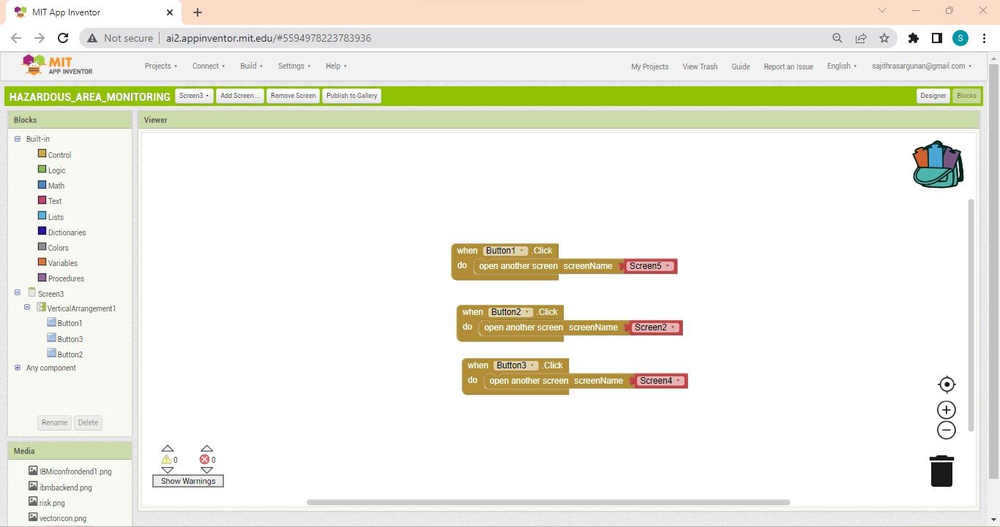 MIT App Inventor
Not secure
ai2.appinventor.mit.edu/#5594978223783936
S
MIT
APP INVENTOR
Projects Connect Build Settings Help My Projects View Trash Guide Report an Issue English sajithrasargunan@gmail.com
HAZARDOUS_AREA_MONITORING Screen3 Add Screen ... Remove Screen Publish to Gallery Designer Blocks
Blocks
Viewer
Built-in
Control
Logic
Math
Text
Lists
Dictionaries
Colors
Variables
Procedures
Screen3
VerticalArrangement1
Button1
Button3
Button2
Any component
Rename Delete
Media
IBMiconfrondend1.png
ibmbackend.png
risk.png
vectoricon.png
when Button1 .Click
do open another screen screenName Screen5
when Button2 .Click
do open another screen screenName Screen2
when Button3 .Click
do open another screen screenName Screen4
0 0
Show Warnings